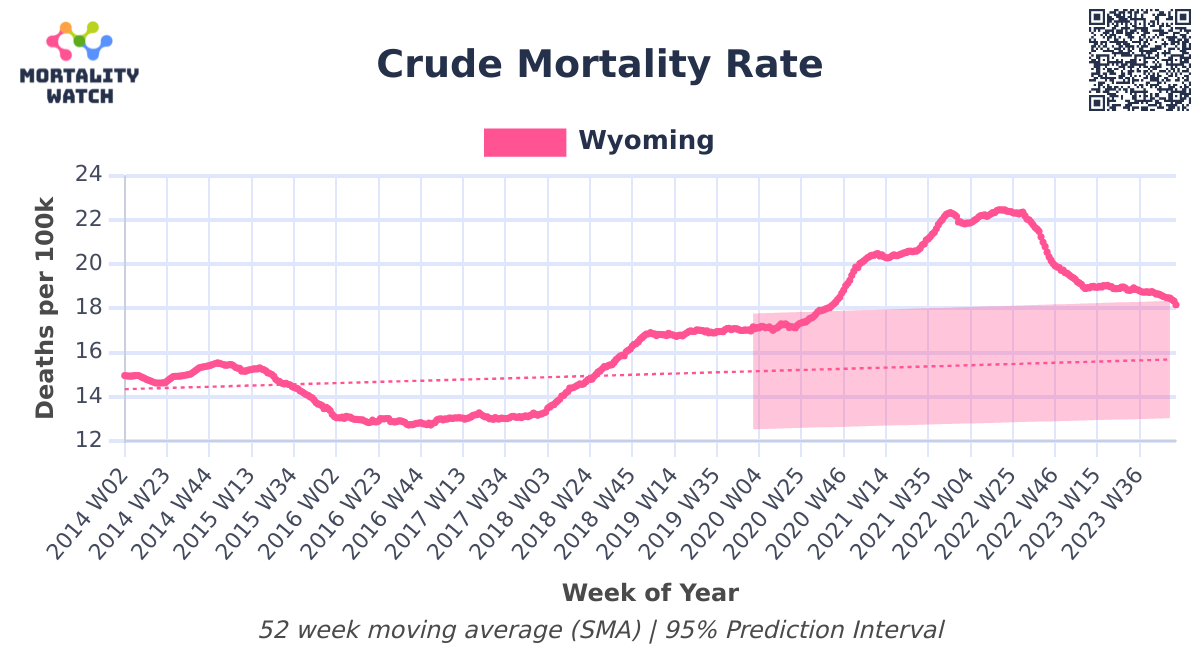 MORTALITY
WATCH
Crude Mortality Rate
Wyoming
Deaths per 100k
24
22
20
18
16
14
12
2014 W02
2014 W23
2014 W44
2015 W13
2015 W34
2016 W02
2016 W23
2016 W44
2017 W13
2017 W34
2018 W03
2018 W24
2018 W45
2019 W14
2019 W35
2020 W04
2020 W25
2020 W46
2021 W14
2021 W35
2022 W04
2022 W25
2022 W46
2023 W15
2023 W36
Week of Year
52 week moving average (SMA) | 95% Prediction Interval